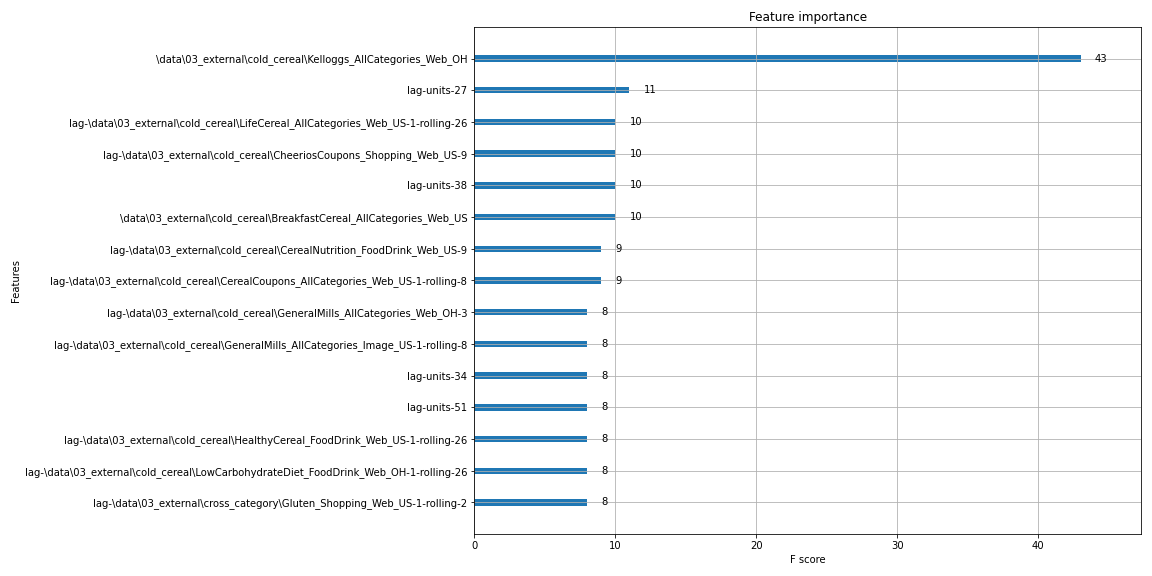 Feature importance
\data\03_external\cold_cereal\Kelloggs_AllCategories_Web_OH 43
lag-units-27 11
lag-\data\03_external\cold_cereal\LifeCereal_AllCategories_Web_US-1-rolling-26 10
lag-\data\03_external\cold_cereal\CheeriosCoupons_Shopping_Web_US-9 10
lag-units-38 10
\data\03_external\cold_cereal\BreakfastCereal_AllCategories_Web_US 10
lag-\data\03_external\cold_cereal\CerealNutrition_FoodDrink_Web_US-9 9
lag-\data\03_external\cold_cereal\CerealCoupons_AllCategories_Web_US-1-rolling-8 9
lag-\data\03_external\cold_cereal\GeneralMills_AllCategories_Web_OH-3 8
lag-\data\03_external\cold_cereal\GeneralMills_AllCategories_Image_US-1-rolling-8 8
lag-units-34 8
lag-units-51 8
lag-\data\03_external\cold_cereal\HealthyCereal_FoodDrink_Web_US-1-rolling-26 8
lag-\data\03_external\cold_cereal\LowCarbohydrateDiet_FoodDrink_Web_OH-1-rolling-26 8
lag-\data\03_external\cross_category\Gluten_Shopping_Web_US-1-rolling-2 8
Features
0 10 20 30 40
F score